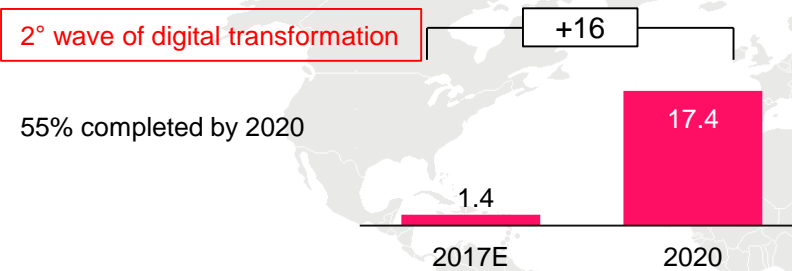 2° wave of digital transformation
+16
55% completed by 2020
17.4
1.4
2017E
2020